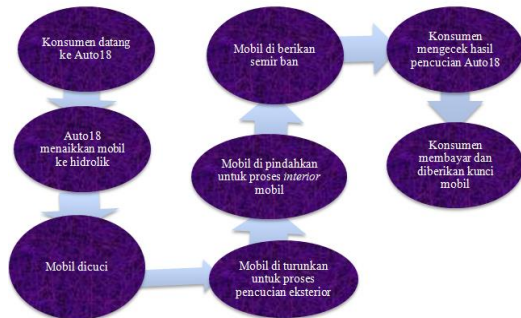 Konsumen datang
ke Auto18
Auto18
menaikkan mobil
ke hidrolik
Mobil dicuci
Mobil di turunkan
untuk proses
pencucian eksterior
Mobil di pindahkan
untuk proses interior
mobil
Mobil di berikan
semir ban
Konsumen
mengecek hasil
pencucian Auto18
Konsumen
membayar dan
diberikan kunci
mobil